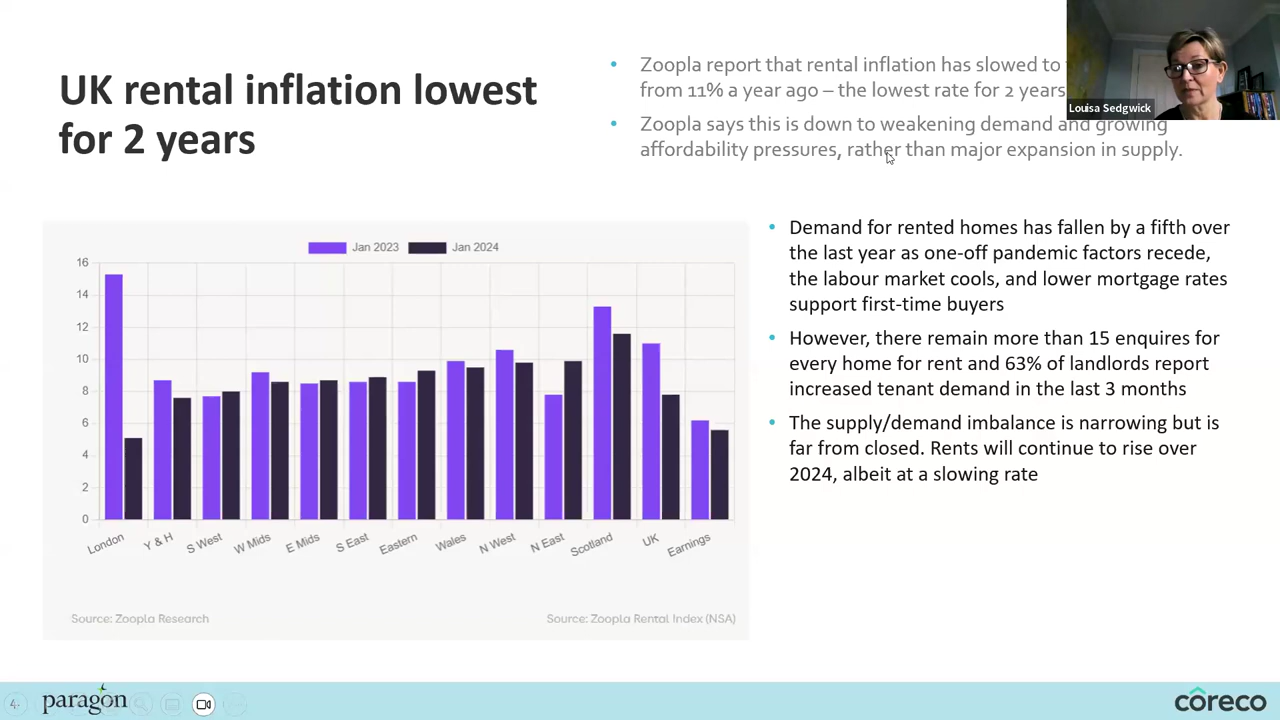 UK rental inflation lowest
for 2 years
Zoopla report that rental inflation has slowed to
from 11% a year ago – the lowest rate for 2 years
Zoopla says this is down to weakening demand and growing
affordability pressures, rather than major expansion in supply.
Louisa Sedgwick
Jan 2023 Jan 2024
16
14
12
10
8
6
4
2
0
London Y & H S West W Mids E Mids S East Eastern Wales N West N East Scotland UK Earnings
Source: Zoopla Research Source: Zoopla Rental Index (NSA)
Demand for rented homes has fallen by a fifth over
the last year as one-off pandemic factors recede,
the labour market cools, and lower mortgage rates
support first-time buyers
However, there remain more than 15 enquires for
every home for rent and 63% of landlords report
increased tenant demand in the last 3 months
The supply/demand imbalance is narrowing but is
far from closed. Rents will continue to rise over
2024, albeit at a slowing rate
4
paragon
coreco